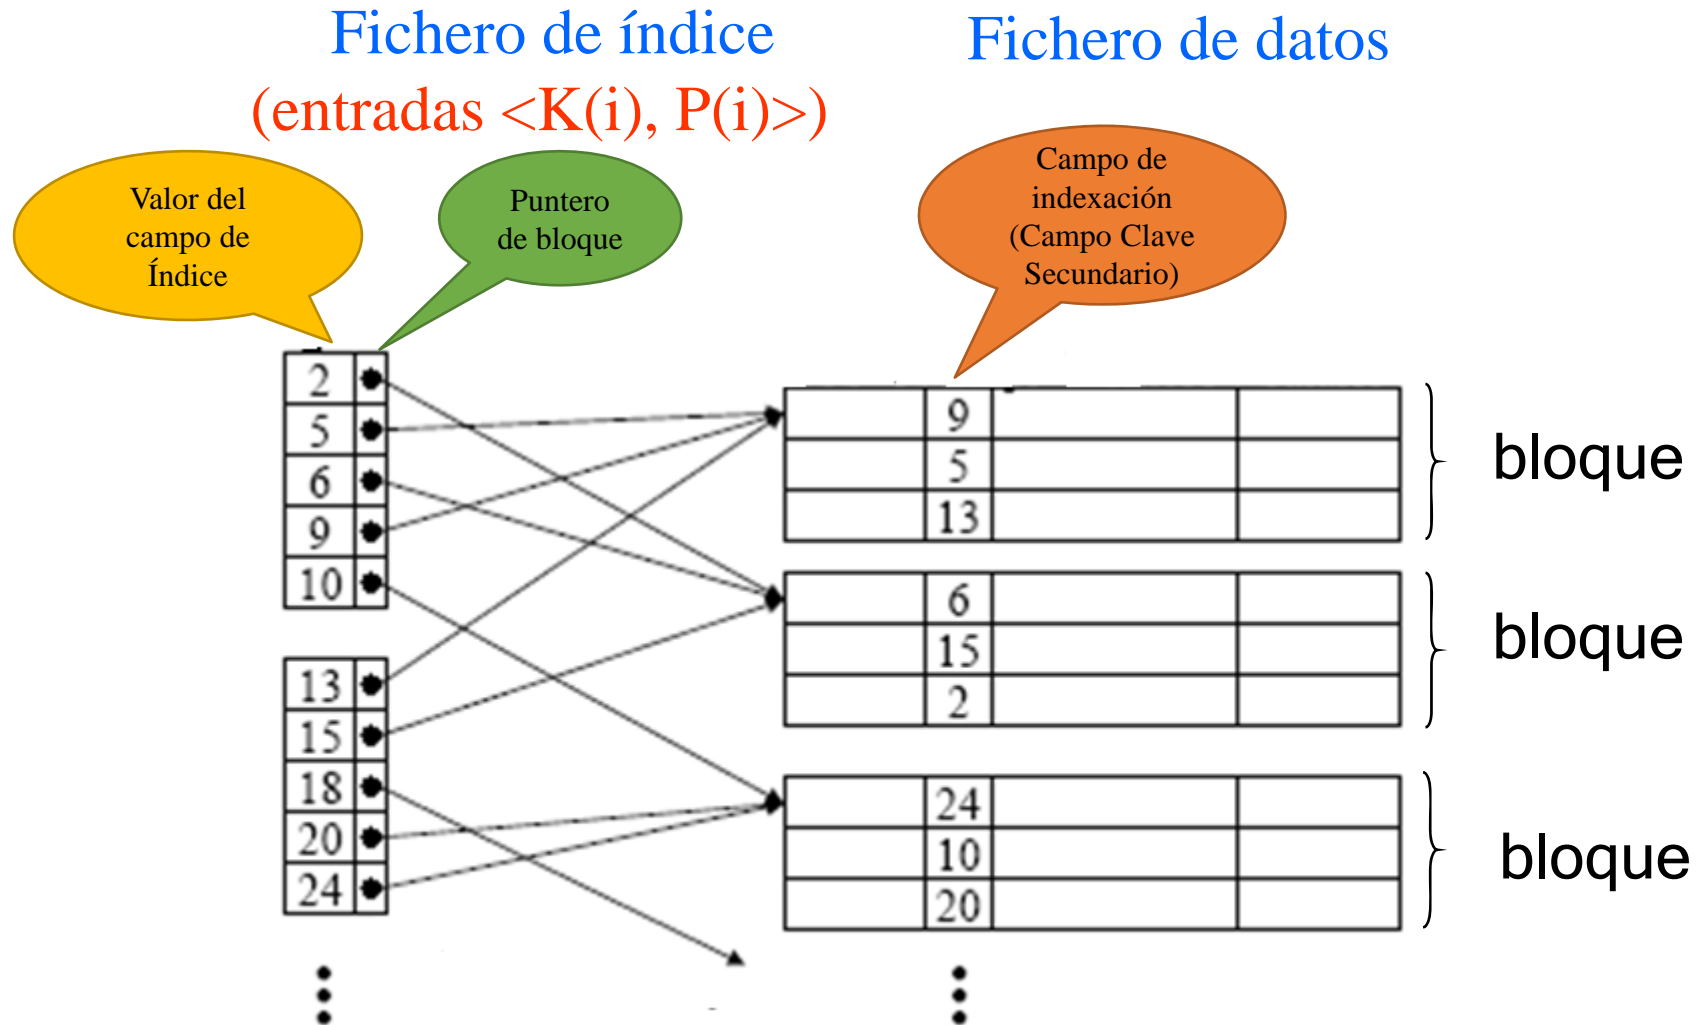 Fichero de índice
Fichero de datos
(entradas <K(i), P(i)>)
Valor del
campo de
Índice
Puntero
de bloque
Campo de
indexación
(Campo Clave
Secundario)
2
5
6
9
10
13
15
18
20
24
9
5
13
bloque
6
15
2
bloque
24
10
20
bloque